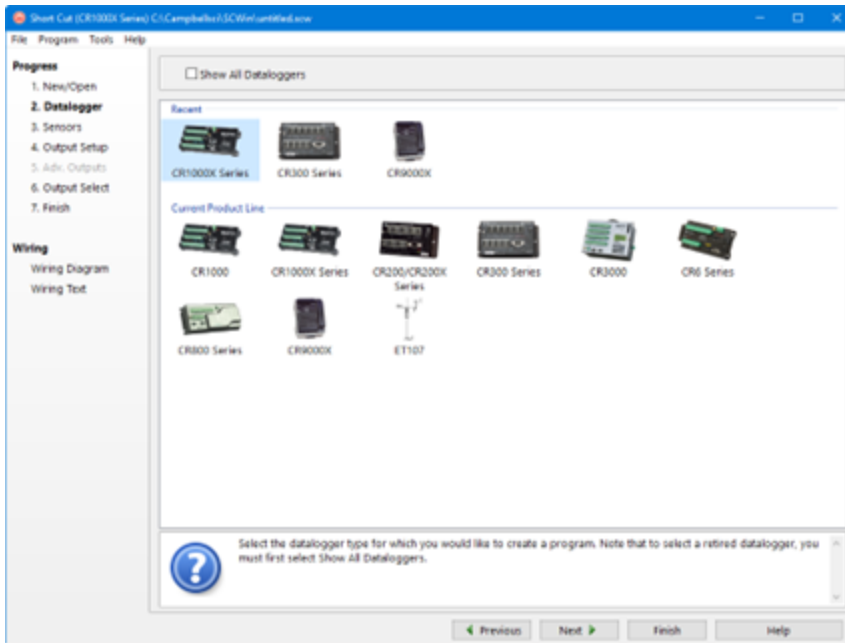 Short Cut (CR1000X Series) C:\Campbellsci\SCWin\untitled.scw
File Program Tools Help
Progress
1. New/Open
2. Datalogger
3. Sensors
4. Output Setup
5. Adv. Outputs
6. Output Select
7. Finish
Wiring
Wiring Diagram
Wiring Text
Show All Dataloggers
Recent
CR1000X Series CR300 Series CR9000X
Current Product Line
CR1000 CR1000X Series CR200/CR200X CR300 Series CR3000 CR6 Series
Series
CR800 Series CR9000X ET107
Select the datalogger type for which you would like to create a program. Note that to select a retired datalogger, you
must first select Show All Dataloggers.
Previous Next Finish Help